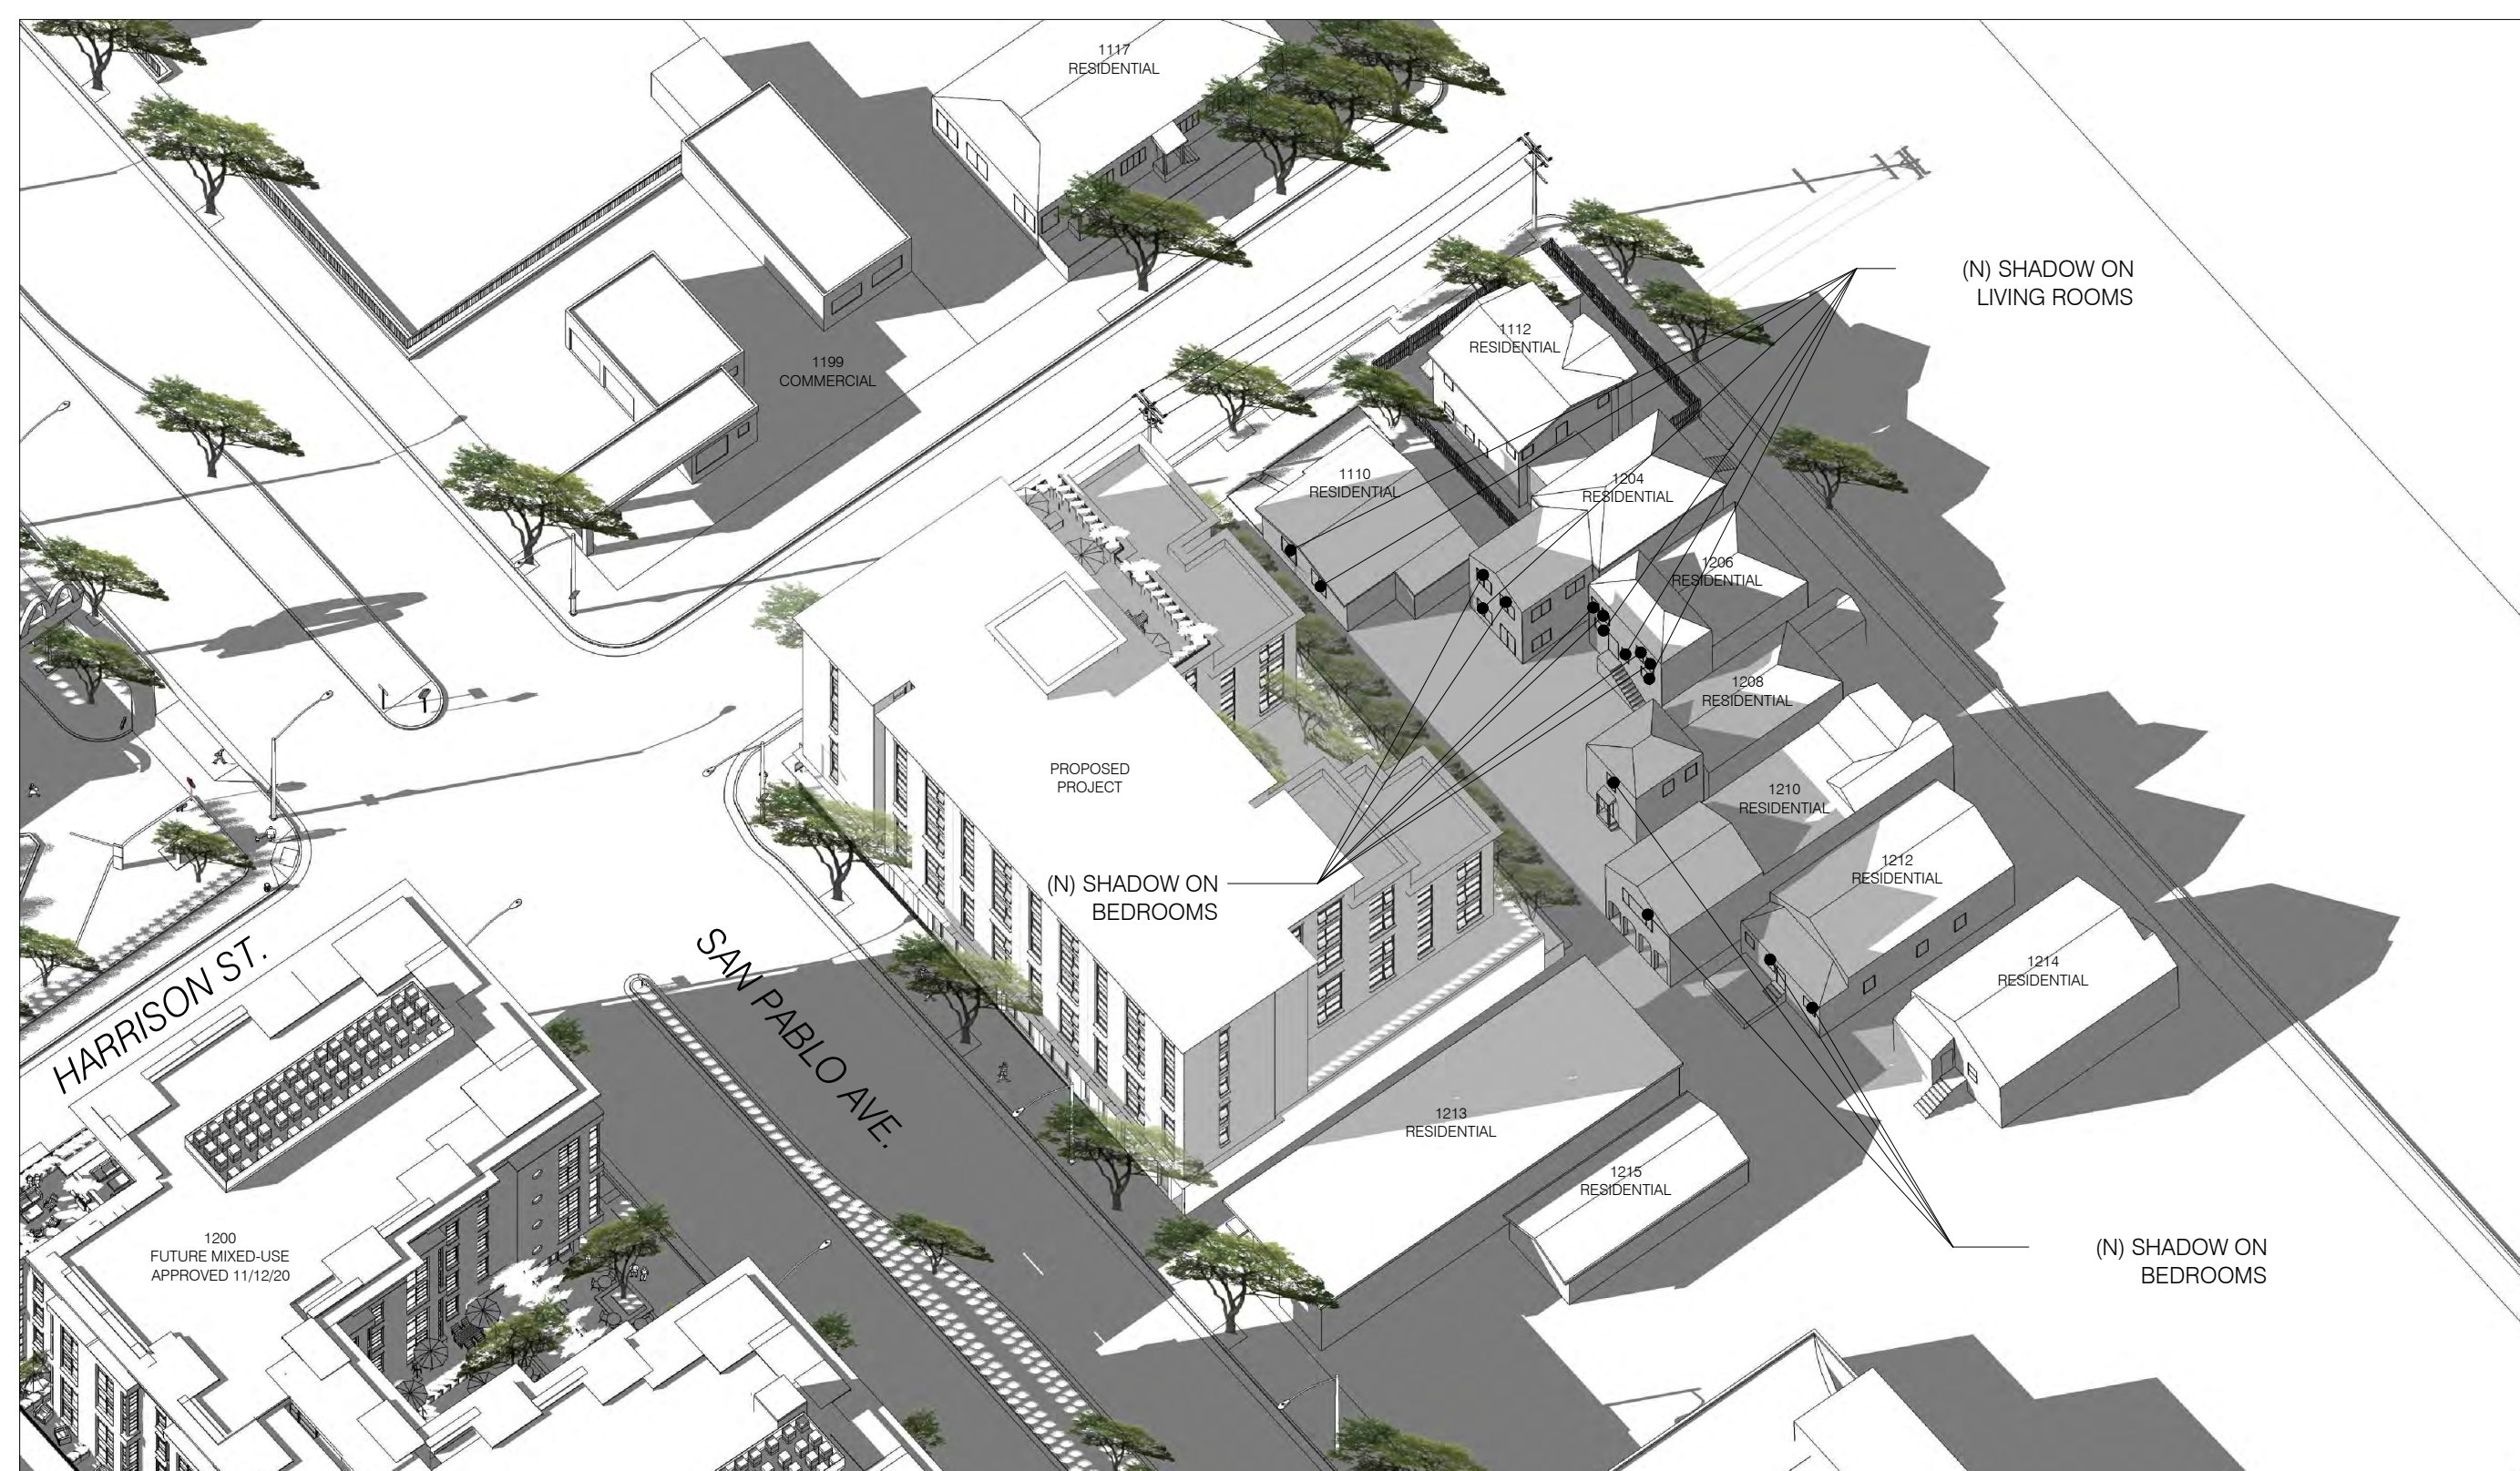 1117
RESIDENTIAL
(N) SHADOW ON
LIVING ROOMS
1112
RESIDENTIAL
1199
COMMERCIAL
1110
RESIDENTIAL
1204
RESIDENTIAL
1206
RESIDENTIAL
1208
RESIDENTIAL
PROPOSED
PROJECT
1210
RESIDENTIAL
(N) SHADOW ON
BEDROOMS
1212
RESIDENTIAL
HARRISON ST.
SAN PABLO AVE.
1214
RESIDENTIAL
1213
RESIDENTIAL
1215
RESIDENTIAL
1200
FUTURE MIXED-USE
APPROVED 11/12/20
(N) SHADOW ON
BEDROOMS